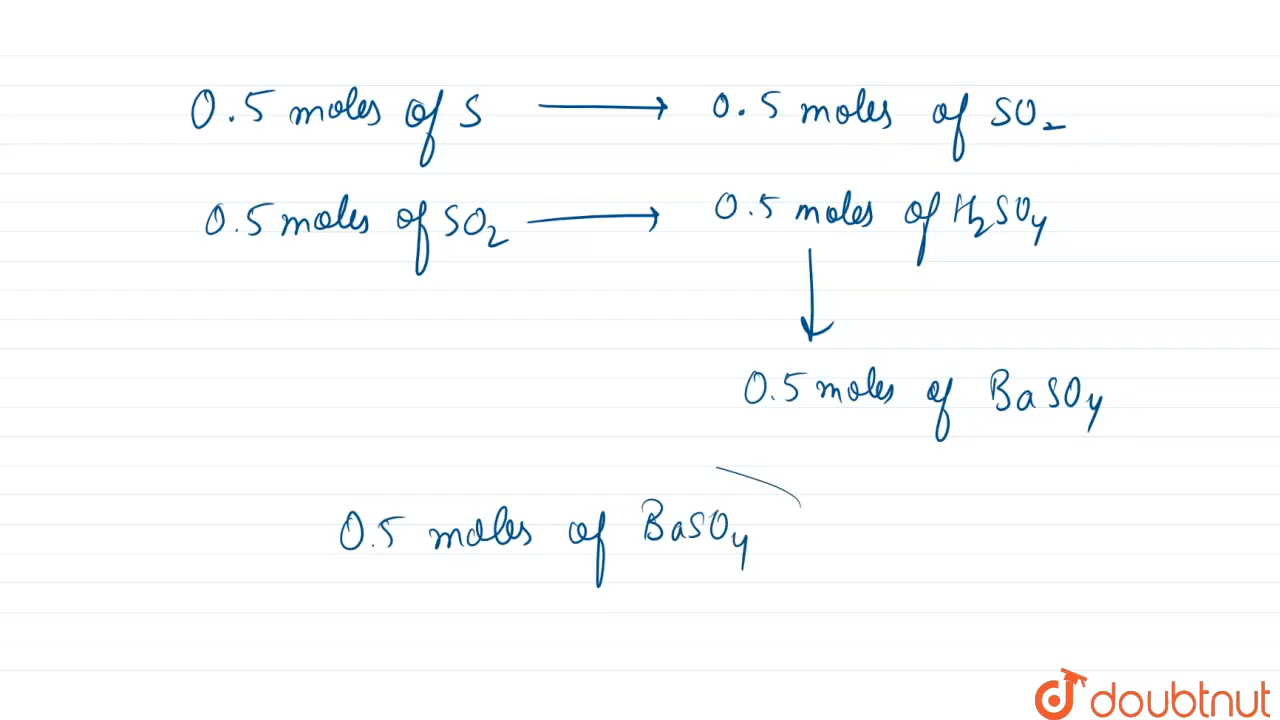 0.5 moles of S → 0.5 moles of SO₂
0.5 moles of SO₂ → 0.5 moles of H₂SO₄
↓
0.5 moles of BaSO₄
0.5 moles of BaSO₄
doubtnut